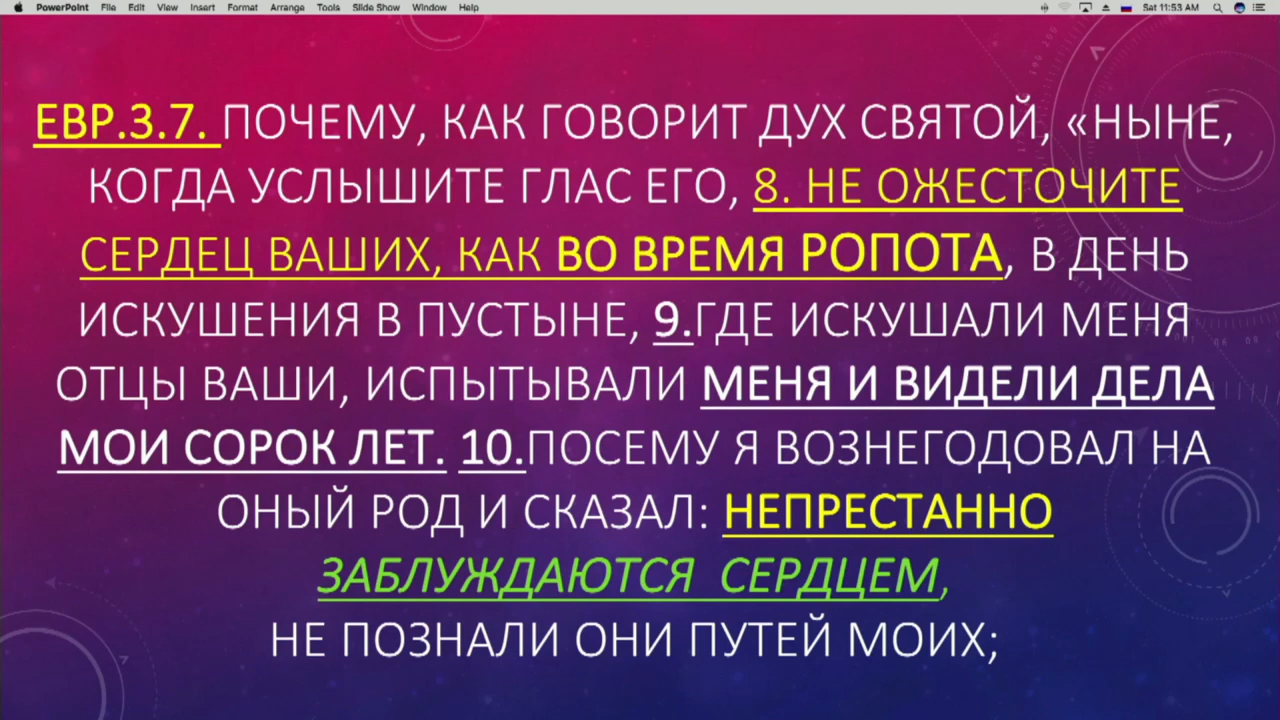 PowerPoint File Edit View Insert Format Arrange Tools Slide Show Window Help Sat 11:53 AM
ЕВР.3.7. ПОЧЕМУ, КАК ГОВОРИТ ДУХ СВЯТОЙ, «НЫНЕ,
КОГДА УСЛЫШИТЕ ГЛАС ЕГО, 8. НЕ ОЖЕСТОЧИТЕ
СЕРДЕЦ ВАШИХ, КАК ВО ВРЕМЯ РОПОТА, В ДЕНЬ
ИСКУШЕНИЯ В ПУСТЫНЕ, 9.ГДЕ ИСКУШАЛИ МЕНЯ
ОТЦЫ ВАШИ, ИСПЫТЫВАЛИ МЕНЯ И ВИДЕЛИ ДЕЛА
МОИ СОРОК ЛЕТ. 10.ПОСЕМУ Я ВОЗНЕГОДОВАЛ НА
ОНЫЙ РОД И СКАЗАЛ: НЕПРЕСТАННО
ЗАБЛУЖДАЮТСЯ СЕРДЦЕМ,
НЕ ПОЗНАЛИ ОНИ ПУТЕЙ МОИХ;